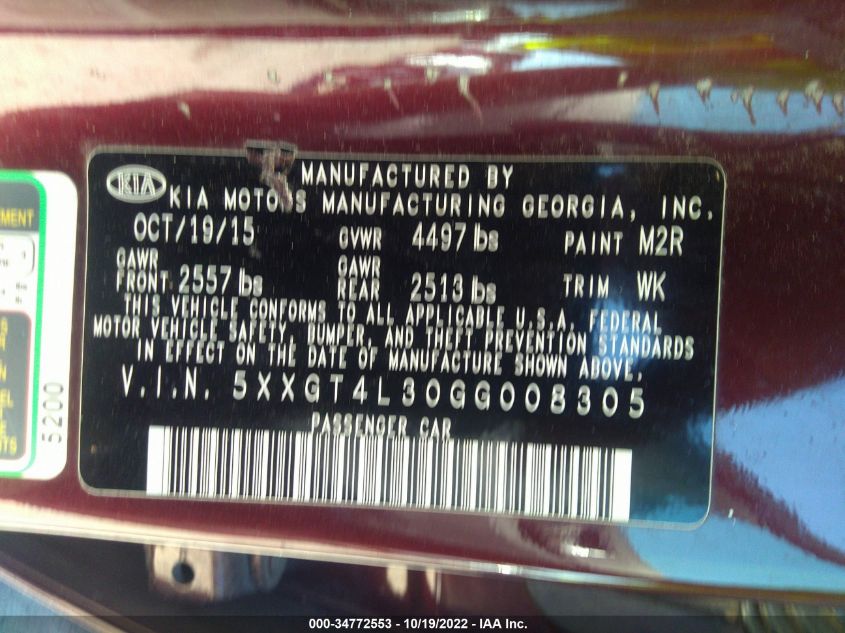 KIA
MANUFACTURED BY
KIA MOTORS MANUFACTURING GEORGIA, INC.
OCT/19/15 GVWR 4497 lbs PAINT M2R
GAWR FRONT 2557 lbs GAWR REAR 2513 lbs TRIM WK
THIS VEHICLE CONFORMS TO ALL APPLICABLE U.S.A. FEDERAL
MOTOR VEHICLE SAFETY, BUMPER, AND THEFT PREVENTION STANDARDS
IN EFFECT ON THE DATE OF MANUFACTURE SHOWN ABOVE.
V.I.N. 5XXGT4L30GG008305
PASSENGER CAR
5200
000-34772553 - 10/19/2022 - IAA Inc.